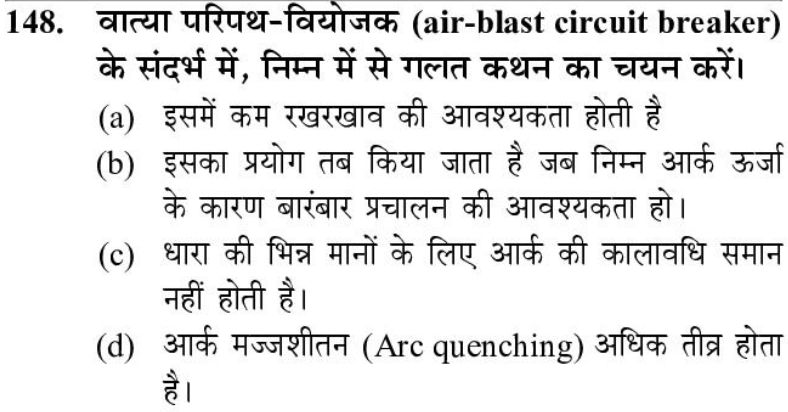 148. वात्या परिपथ-वियोजक (air-blast circuit breaker)
के संदर्भ में, निम्न में से गलत कथन का चयन करें।
(a) इसमें कम रखरखाव की आवश्यकता होती है
(b) इसका प्रयोग तब किया जाता है जब निम्न आर्क ऊर्जा
के कारण बारंबार प्रचालन की आवश्यकता हो।
(c) धारा की भिन्न मानों के लिए आर्क की कालावधि समान
नहीं होती है।
(d) आर्क मज्जशीतन (Arc quenching) अधिक तीव्र होता
है।